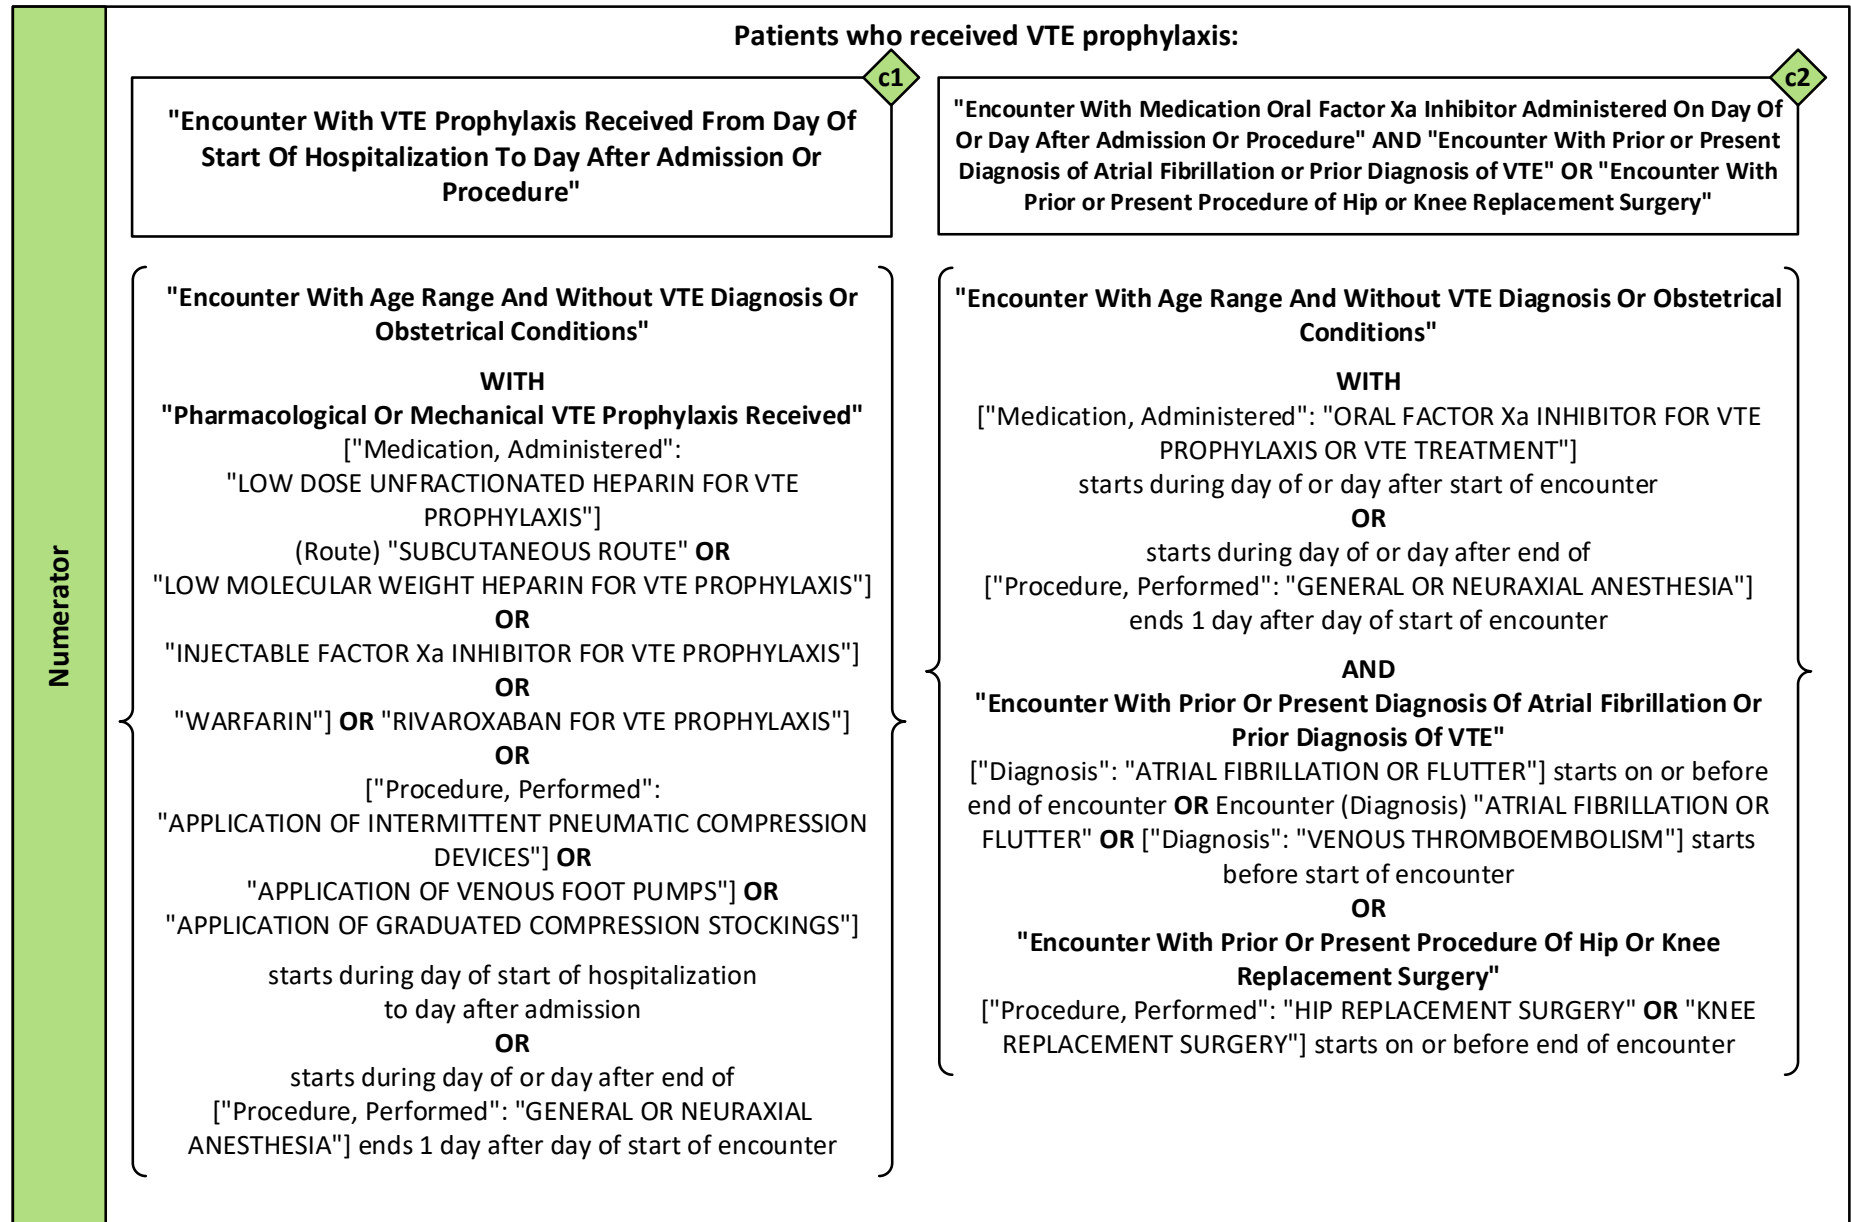 Numerator
Patients who received VTE prophylaxis:
c1
"Encounter With VTE Prophylaxis Received From Day Of
Start Of Hospitalization To Day After Admission Or
Procedure"
"Encounter With Age Range And Without VTE Diagnosis Or
Obstetrical Conditions"
WITH
"Pharmacological Or Mechanical VTE Prophylaxis Received"
["Medication, Administered":
"LOW DOSE UNFRACTIONATED HEPARIN FOR VTE
PROPHYLAXIS"]
(Route) "SUBCUTANEOUS ROUTE" OR
"LOW MOLECULAR WEIGHT HEPARIN FOR VTE PROPHYLAXIS"]
OR
"INJECTABLE FACTOR Xa INHIBITOR FOR VTE PROPHYLAXIS"]
OR
"WARFARIN"] OR "RIVAROXABAN FOR VTE PROPHYLAXIS"]
OR
["Procedure, Performed":
"APPLICATION OF INTERMITTENT PNEUMATIC COMPRESSION
DEVICES"] OR
"APPLICATION OF VENOUS FOOT PUMPS"] OR
"APPLICATION OF GRADUATED COMPRESSION STOCKINGS"]
starts during day of start of hospitalization
to day after admission
OR
starts during day of or day after end of
["Procedure, Performed": "GENERAL OR NEURAXIAL
ANESTHESIA"] ends 1 day after day of start of encounter
c2
"Encounter With Medication Oral Factor Xa Inhibitor Administered On Day Of
Or Day After Admission Or Procedure" AND "Encounter With Prior or Present
Diagnosis of Atrial Fibrillation or Prior Diagnosis of VTE" OR "Encounter With
Prior or Present Procedure of Hip or Knee Replacement Surgery"
"Encounter With Age Range And Without VTE Diagnosis Or Obstetrical
Conditions"
WITH
["Medication, Administered": "ORAL FACTOR Xa INHIBITOR FOR VTE
PROPHYLAXIS OR VTE TREATMENT"]
starts during day of or day after start of encounter
OR
starts during day of or day after end of
["Procedure, Performed": "GENERAL OR NEURAXIAL ANESTHESIA"]
ends 1 day after day of start of encounter
AND
"Encounter With Prior Or Present Diagnosis Of Atrial Fibrillation Or
Prior Diagnosis Of VTE"
["Diagnosis": "ATRIAL FIBRILLATION OR FLUTTER"] starts on or before
end of encounter OR Encounter (Diagnosis) "ATRIAL FIBRILLATION OR
FLUTTER" OR ["Diagnosis": "VENOUS THROMBOEMBOLISM"] starts
before start of encounter
OR
"Encounter With Prior Or Present Procedure Of Hip Or Knee
Replacement Surgery"
["Procedure, Performed": "HIP REPLACEMENT SURGERY" OR "KNEE
REPLACEMENT SURGERY"] starts on or before end of encounter